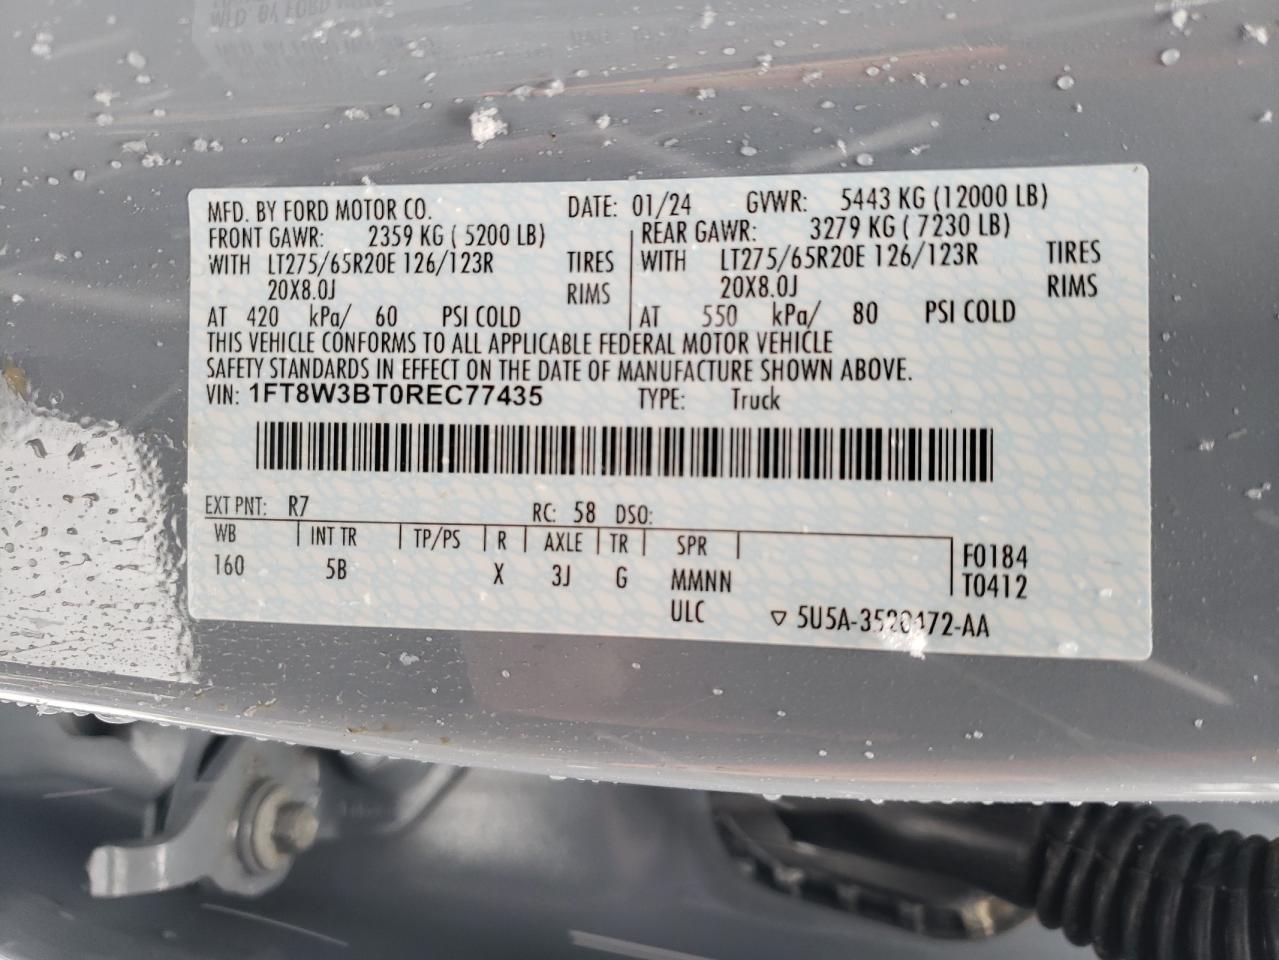 MFD. BY FORD MOTOR CO. DATE: 01/24 GVWR: 5443 KG (12000 LB)
FRONT GAWR: 2359 KG ( 5200 LB) REAR GAWR: 3279 KG ( 7230 LB)
WITH LT275/65R20E 126/123R TIRES WITH LT275/65R20E 126/123R TIRES
20X8.0J RIMS 20X8.0J RIMS
AT 420 kPa/ 60 PSI COLD AT 550 kPa/ 80 PSI COLD
THIS VEHICLE CONFORMS TO ALL APPLICABLE FEDERAL MOTOR VEHICLE
SAFETY STANDARDS IN EFFECT ON THE DATE OF MANUFACTURE SHOWN ABOVE.
VIN: 1FT8W3BT0REC77435 TYPE: Truck
EXT PNT: R7 RC: 58 DSO:
WB INT TR TP/PS R AXLE TR SPR F0184
160 5B X 3J G MMNN T0412
ULC ▽ 5U5A-3520472-AA